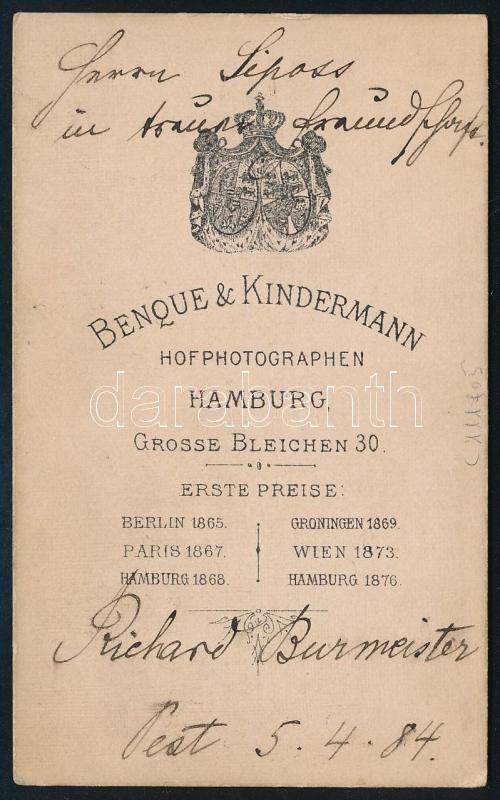 Herrn Siposs
in treuer Freundschaft.
BENQUE & KINDERMANN
HOFPHOTOGRAPHEN
HAMBURG,
GROSSE BLEICHEN 30.
ERSTE PREISE:
BERLIN 1865. GRONINGEN 1869.
PARIS 1867. WIEN 1873.
HAMBURG 1868. HAMBURG 1876.
Richard Burmeister
Pest 5. 4. 84.
darabanth